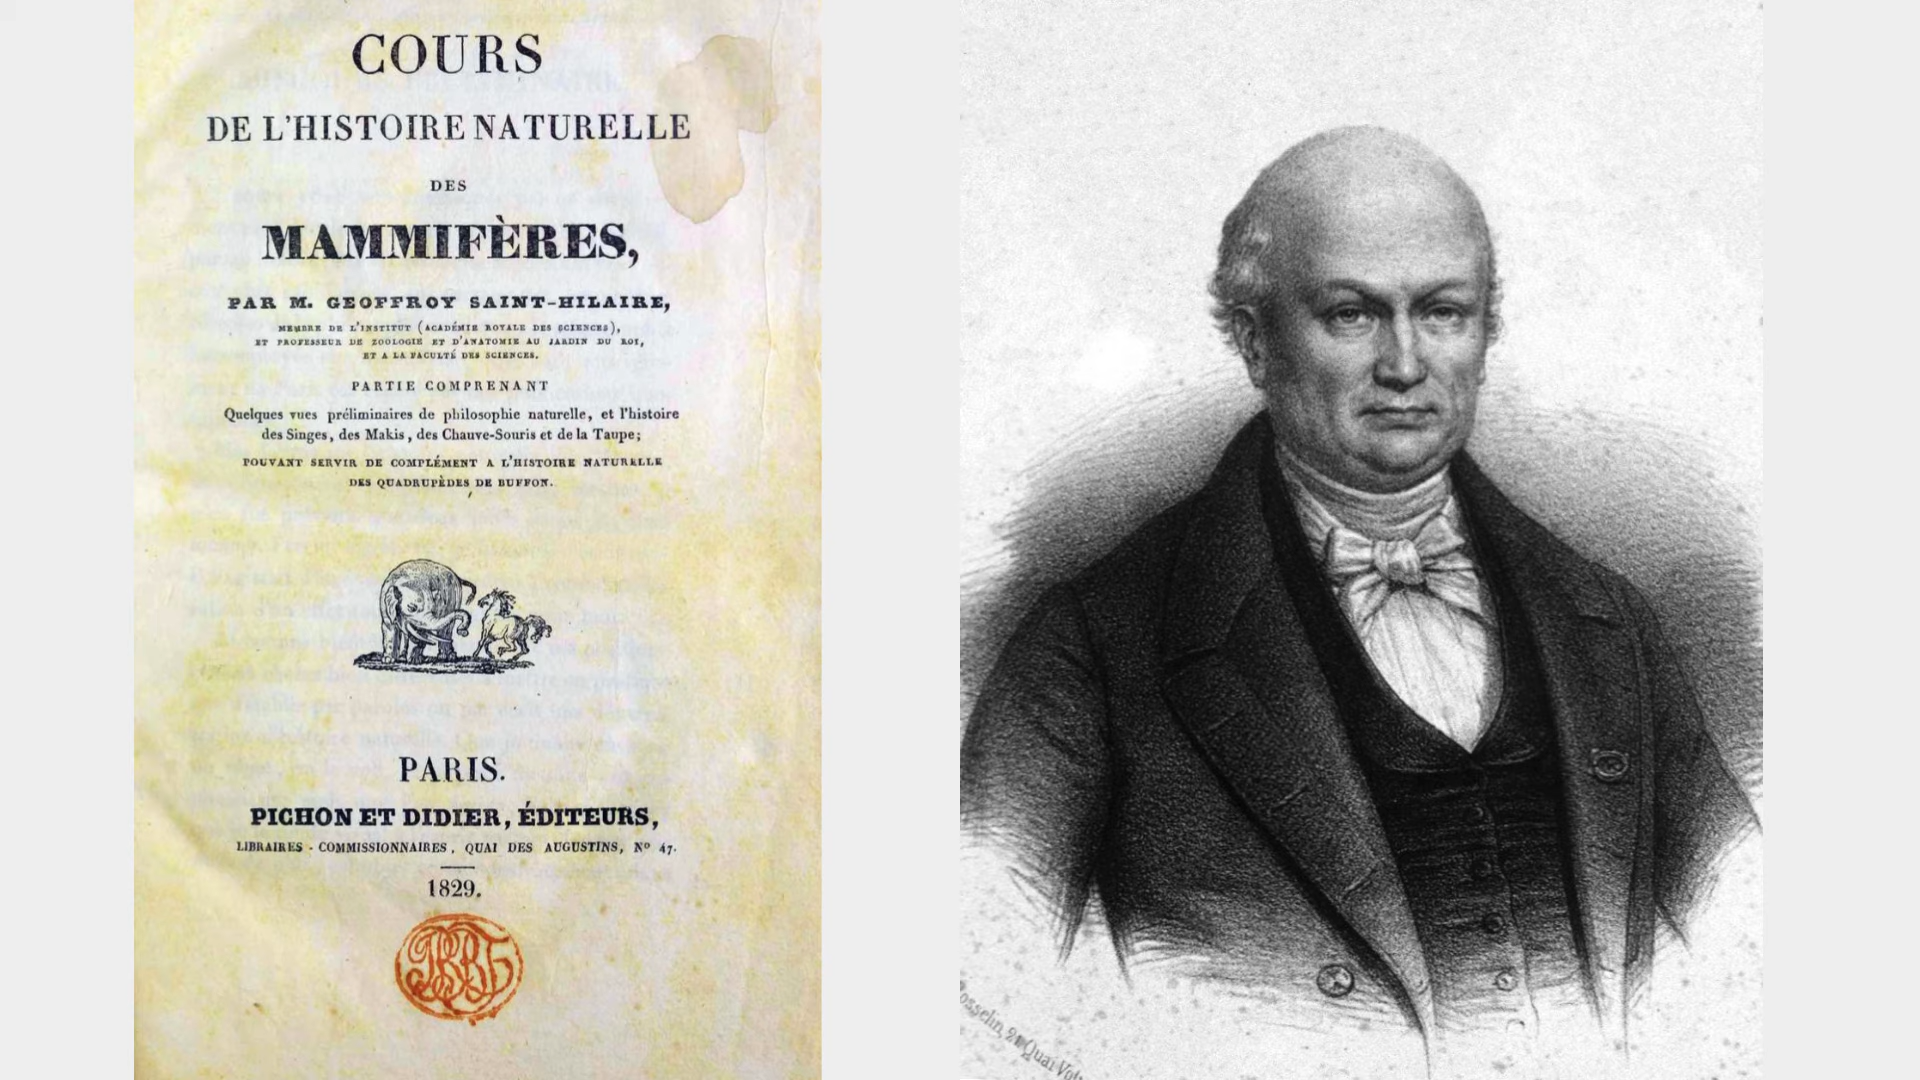 COURS
DE L'HISTOIRE NATURELLE
DES
MAMMIFÈRES,
PAR M. GEOFFROY SAINT-HILAIRE,
MEMBRE DE L'INSTITUT (ACADÉMIE ROYALE DES SCIENCES),
ET PROFESSEUR DE ZOOLOGIE ET D'ANATOMIE AU JARDIN DU ROI,
ET A LA FACULTÉ DES SCIENCES.
PARTIE COMPRENANT
Quelques vues préliminaires de philosophie naturelle, et l'histoire
des Singes, des Makis, des Chauve-Souris et de la Taupe;
POUVANT SERVIR DE COMPLÉMENT A L'HISTOIRE NATURELLE
DES QUADRUPÈDES DE BUFFON.
PARIS.
PICHON ET DIDIER, ÉDITEURS,
LIBRAIRES-COMMISSIONNAIRES, QUAI DES AUGUSTINS, Nº 47.
1829.
21 Quai